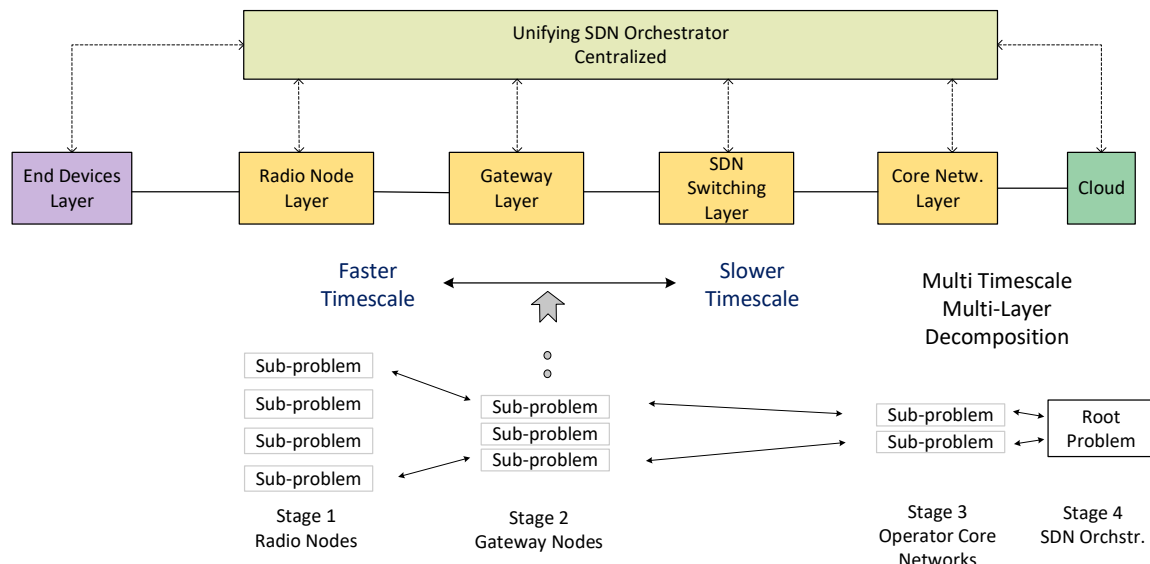 Unifying SDN Orchestrator
Centralized
End Devices
Layer
Radio Node
Layer
Gateway
Layer
SDN
Switching
Layer
Core Netw.
Layer
Cloud
Faster
Timescale
Slower
Timescale
Multi Timescale
Multi-Layer
Decomposition
Sub-problem
Sub-problem
Sub-problem
Sub-problem
Sub-problem
Sub-problem
Sub-problem
Sub-problem
Sub-problem
Root
Problem
Stage 1
Radio Nodes
Stage 2
Gateway Nodes
Stage 3
Operator Core
Networks
Stage 4
SDN Orchstr.